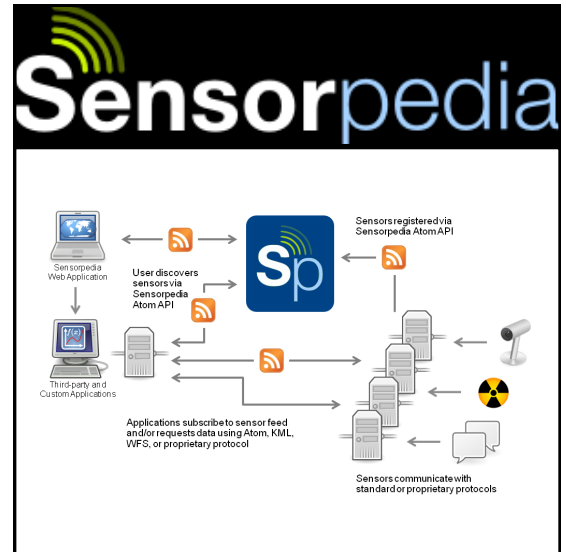 Sensorpedia
Sensors registered via
Sensorpedia Atom API
Sp
Sensorpedia
Web Application
User discovers
sensors via
Sensorpedia
Atom API
f(x)
Third-party and
Custom Applications
Applications subscribe to sensor feed
and/or requests data using Atom, KML,
WFS, or proprietary protocol
Sensors communicate with
standard or proprietary protocols